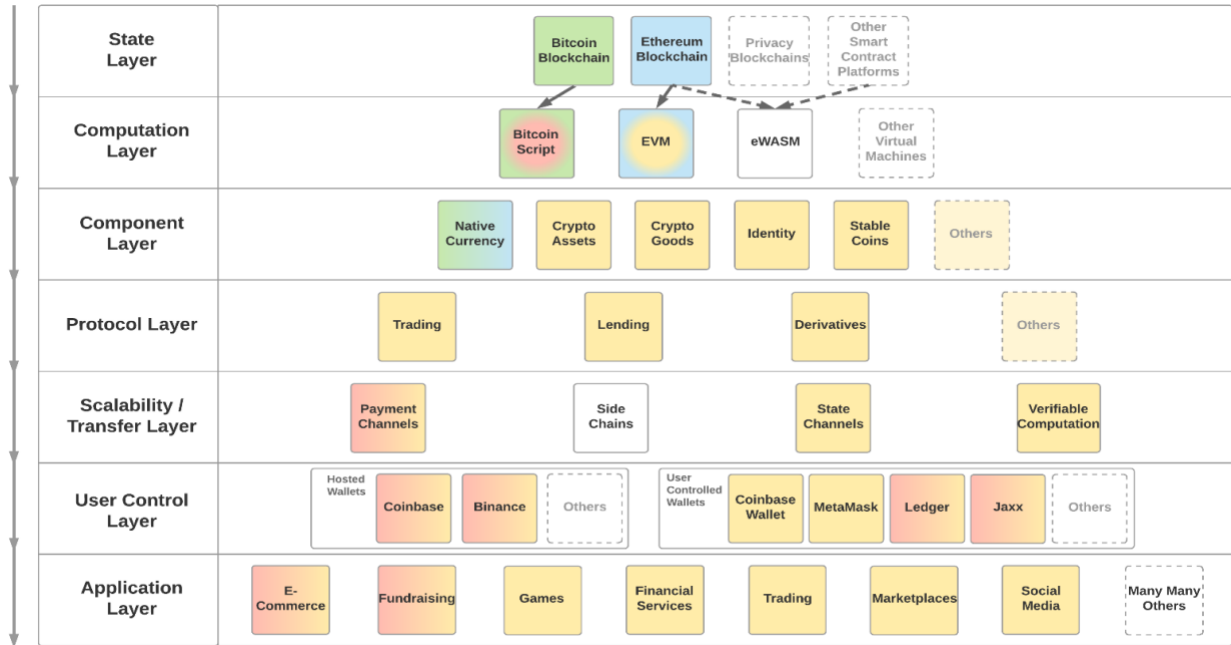 State
Layer
Bitcoin
Blockchain
Ethereum
Blockchain
Privacy
Blockchains
Other
Smart
Contract
Platforms
Computation
Layer
Bitcoin
Script
EVM
eWASM
Other
Virtual
Machines
Component
Layer
Native
Currency
Crypto
Assets
Crypto
Goods
Identity
Stable
Coins
Others
Protocol Layer
Trading
Lending
Derivatives
Others
Scalability /
Transfer Layer
Payment
Channels
Side
Chains
State
Channels
Verifiable
Computation
User Control
Layer
Hosted
Wallets
Coinbase
Binance
Others
User
Controlled
Wallets
Coinbase
Wallet
MetaMask
Ledger
Jaxx
Others
Application
Layer
E-
Commerce
Fundraising
Games
Financial
Services
Trading
Marketplaces
Social
Media
Many Many
Others